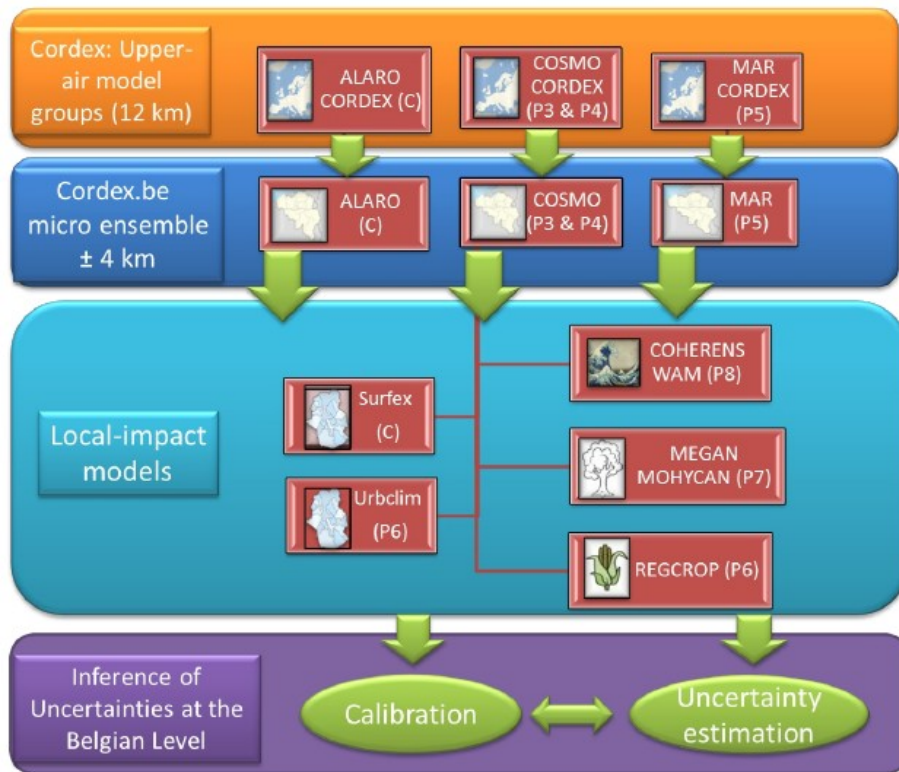 Cordex: Upper-
air model
groups (12 km)
ALARO
CORDEX (C)
COSMO
CORDEX
(P3 & P4)
MAR
CORDEX
(P5)
Cordex.be
micro ensemble
± 4 km
ALARO
(C)
COSMO
(P3 & P4)
MAR
(P5)
Local-impact
models
Surfex
(C)
Urbclim
(P6)
COHERENS
WAM (P8)
MEGAN
MOHYCAN (P7)
REGCROP (P6)
Inference of
Uncertainties at the
Belgian Level
Calibration
Uncertainty
estimation